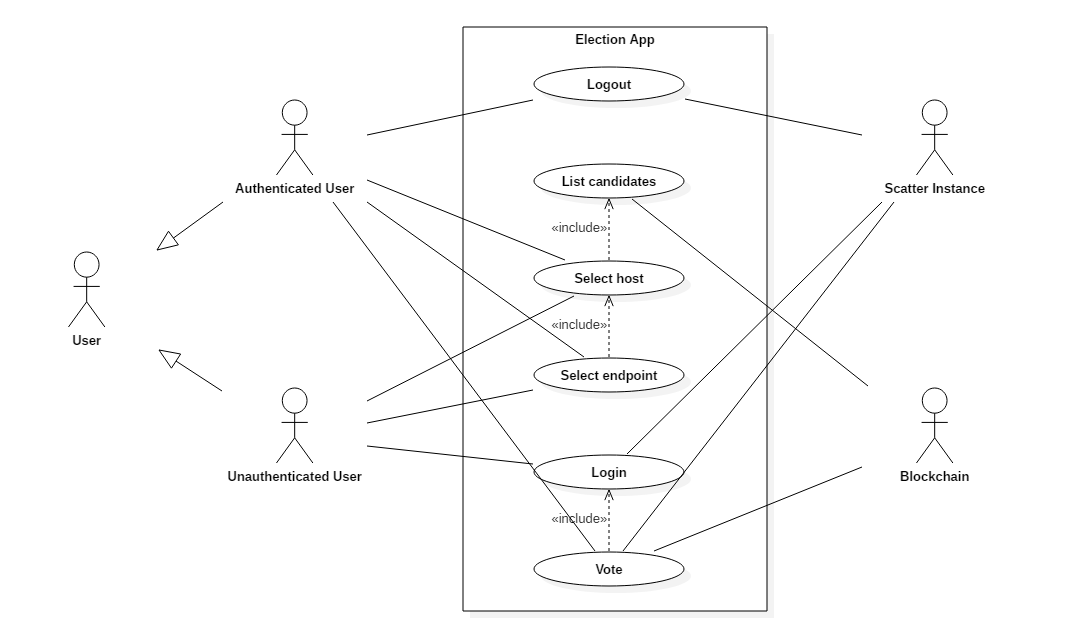 Election App
Logout
Authenticated User
List candidates
Scatter Instance
«include»
Select host
«include»
User
Select endpoint
Unauthenticated User
Login
Blockchain
«include»
Vote